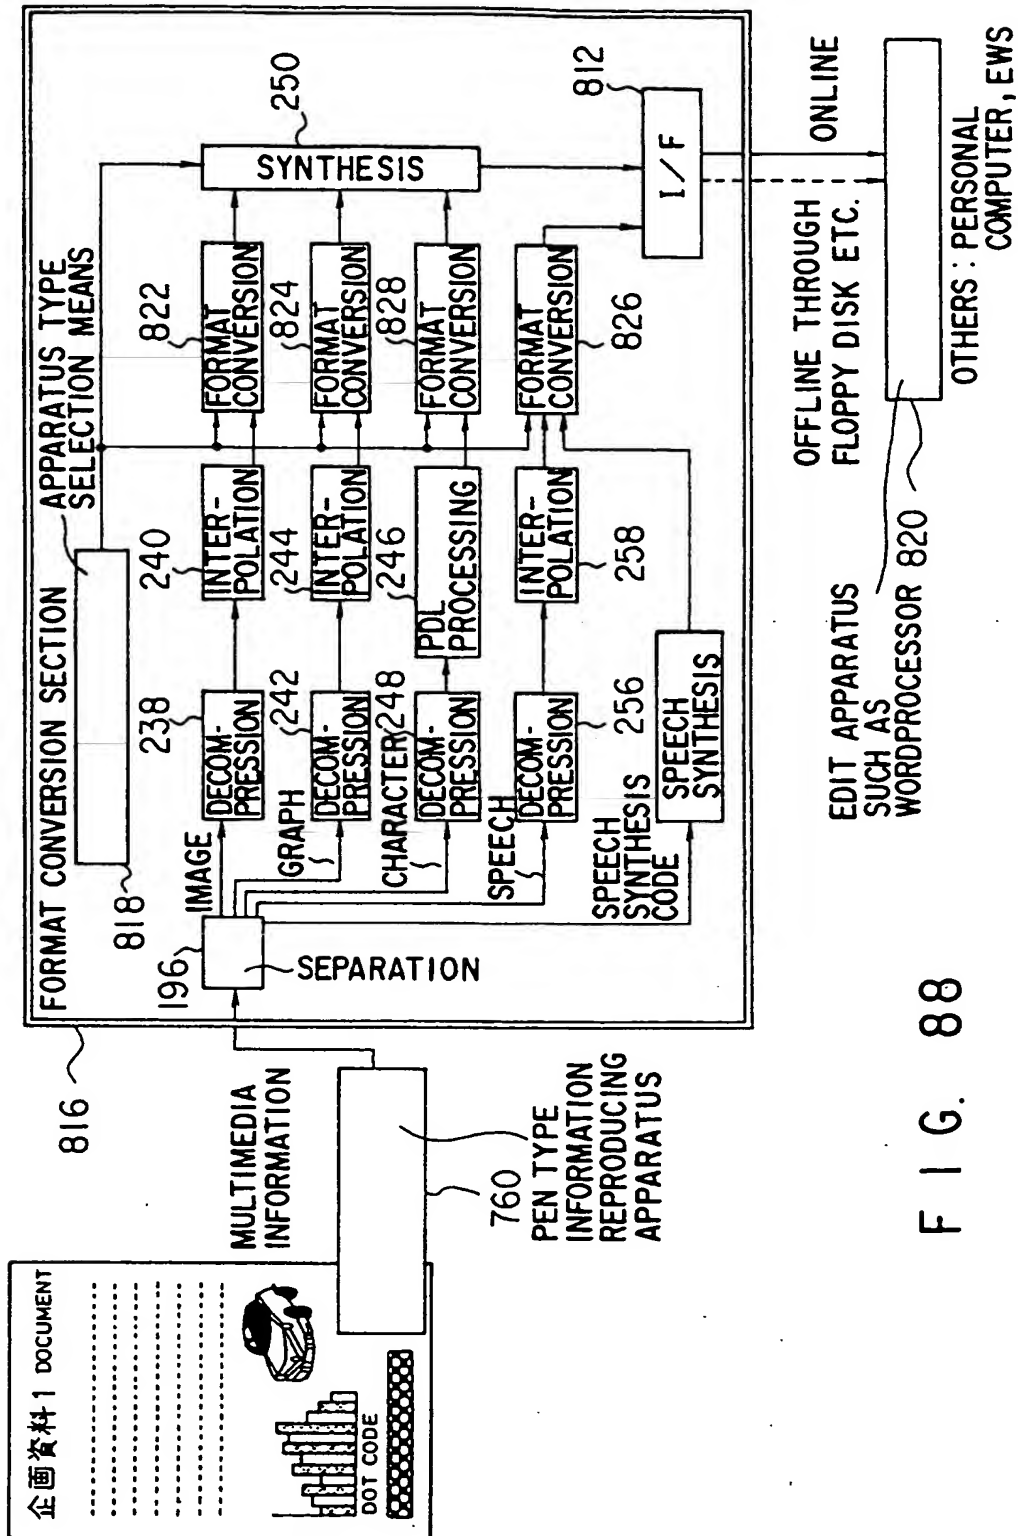 企画資料1 DOCUMENT
DOT CODE
MULTIMEDIA
INFORMATION
760
PEN TYPE
INFORMATION
REPRODUCING
APPARATUS
816
FORMAT CONVERSION SECTION
818
APPARATUS TYPE
SELECTION MEANS
196
SEPARATION
IMAGE
GRAPH
CHARACTER
SPEECH
SPEECH
SYNTHESIS
CODE
238
DECOM-
PRESSION
240
INTER-
POLATION
822
FORMAT
CONVERSION
242
DECOM-
PRESSION
244
INTER-
POLATION
824
FORMAT
CONVERSION
248
DECOM-
PRESSION
246
PDL
PROCESSING
828
FORMAT
CONVERSION
DECOM-
PRESSION
256
INTER-
POLATION
258
FORMAT
CONVERSION
826
SPEECH
SYNTHESIS
250
SYNTHESIS
812
I/F
OFFLINE THROUGH
FLOPPY DISK ETC.
ONLINE
EDIT APPARATUS
SUCH AS
WORDPROCESSOR 820
OTHERS : PERSONAL
COMPUTER, EWS
FIG. 88